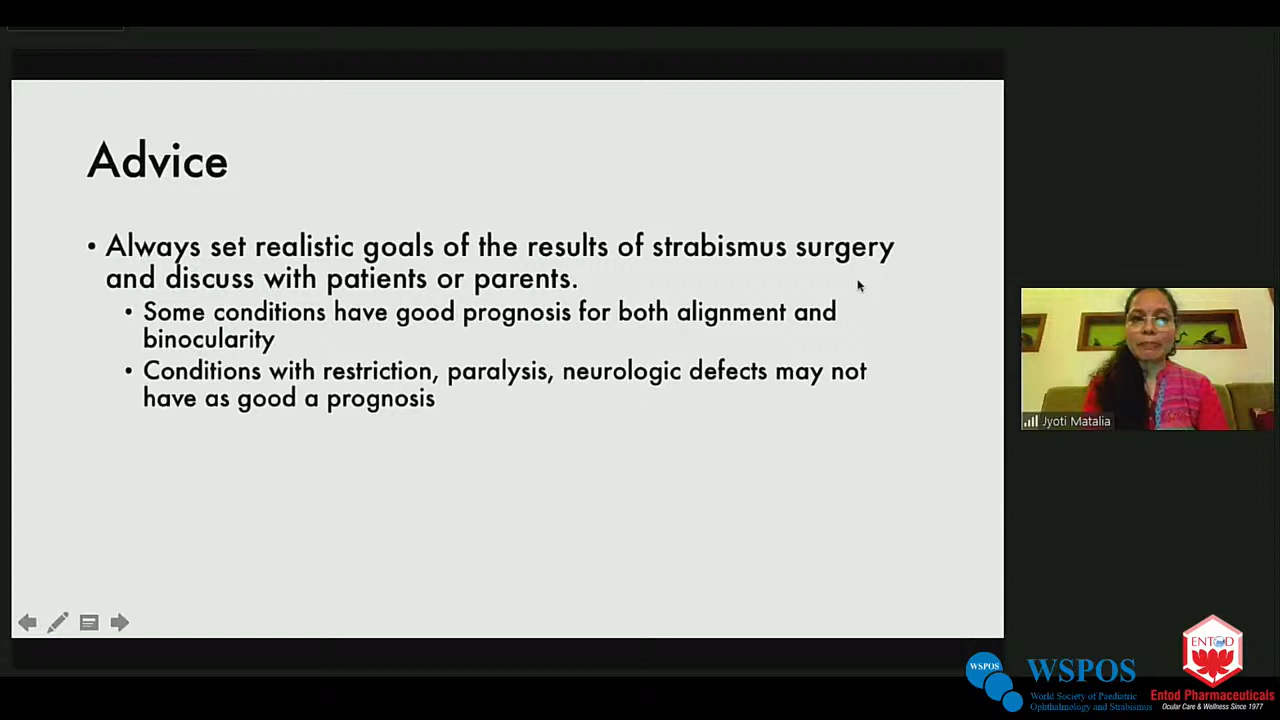 Advice
• Always set realistic goals of the results of strabismus surgery
and discuss with patients or parents.
• Some conditions have good prognosis for both alignment and
binocularity
• Conditions with restriction, paralysis, neurologic defects may not
have as good a prognosis
Jyoti Matalia
WSPOS
WSPOS
World Society of Paediatric
Ophthalmology and Strabismus
ENTOD
Entod Pharmaceuticals
Ocular Care & Wellness Since 1977